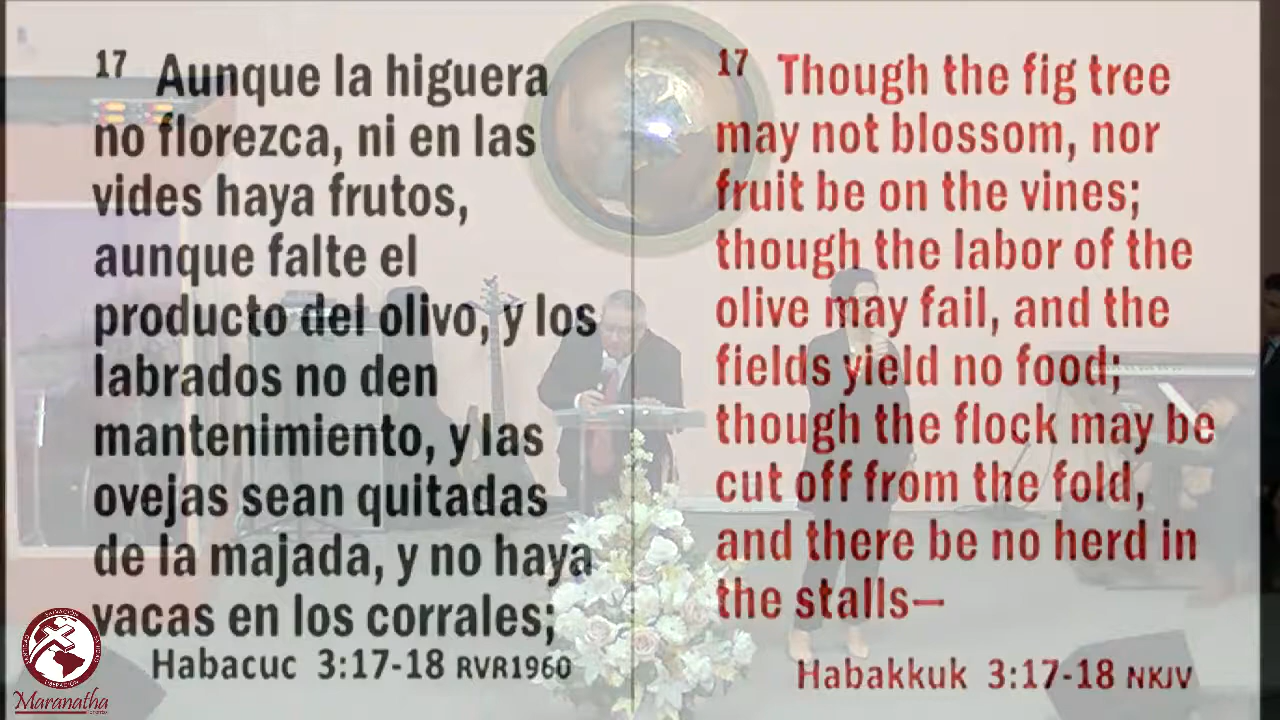 17 Aunque la higuera
no florezca, ni en las
vides haya frutos,
aunque falte el
producto del olivo, y los
labrados no den
mantenimiento, y las
ovejas sean quitadas
de la majada, y no haya
vacas en los corrales;
Habacuc 3:17-18 RVR1960
17 Though the fig tree
may not blossom, nor
fruit be on the vines;
though the labor of the
olive may fail, and the
fields yield no food;
though the flock may be
cut off from the fold,
and there be no herd in
the stalls—
Habakkuk 3:17-18 NKJV
Maranatha